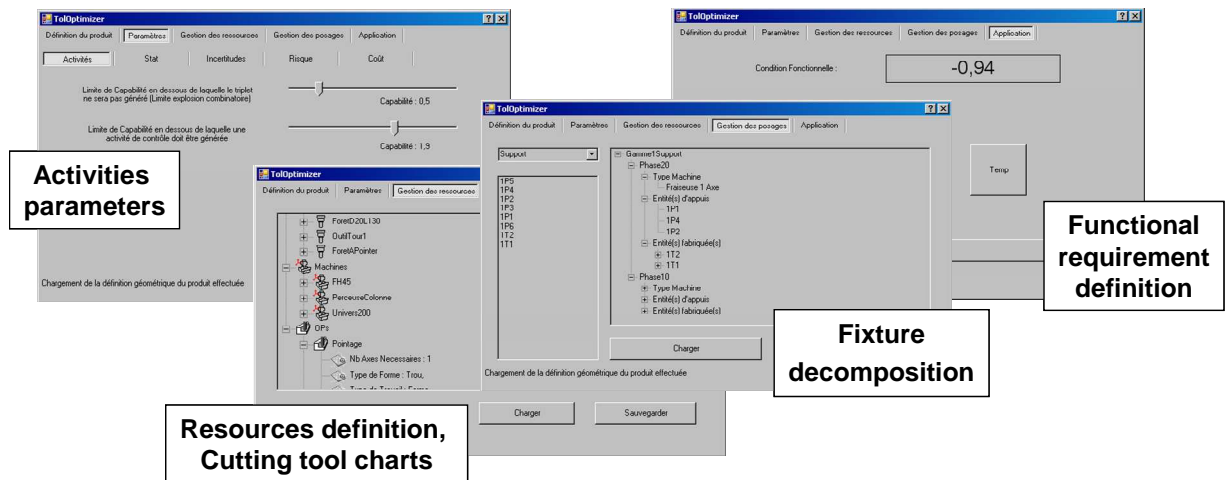 TolOptimizer
Définition du produit Paramètres Gestion des ressources Gestion des posages Application
Activités Stat Incertitudes Risque Coût
Limite de Capabilité en dessous de laquelle le triplet
ne sera pas généré (Limite explosion combinatoire)
Capabilité : 0,5
Limite de Capabilité en dessous de laquelle une
activité de contrôle doit être générée
Capabilité : 1,9
Chargement de la définition géométrique du produit effectuée
Activities
parameters
TolOptimizer
Définition du produit Paramètres Gestion des ressources
ForetD20L130
OutilTour1
ForetAPointer
Machines
FH45
PerceuseColonne
Univers200
OPs
Pointage
Nb Axes Necessaires : 1
Type de Forme : Trou,
Charger Sauvegarder
Resources definition,
Cutting tool charts
TolOptimizer
Définition du produit Paramètres Gestion des ressources Gestion des posages Application
Support
1P5
1P4
1P2
1P3
1P1
1P6
1T2
1T1
Gamme1Support
Phase20
Type Machine
Fraiseuse 1 Axe
Entité(s) d'appuis
1P1
1P4
1P2
Entité(s) fabriquée(s)
1T2
1T1
Phase10
Type Machine
Entité(s) d'appuis
Entité(s) fabriquée(s)
Charger
Chargement de la définition géométrique du produit effectuée
Fixture
decomposition
TolOptimizer
Définition du produit Paramètres Gestion des ressources Gestion des posages Application
Condition Fonctionnelle :
-0,94
Temp
Functional
requirement
definition